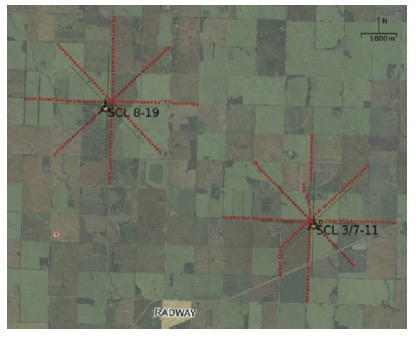 N
1000 m
SCL 8-19
SCL 3/7-11
RADWAY